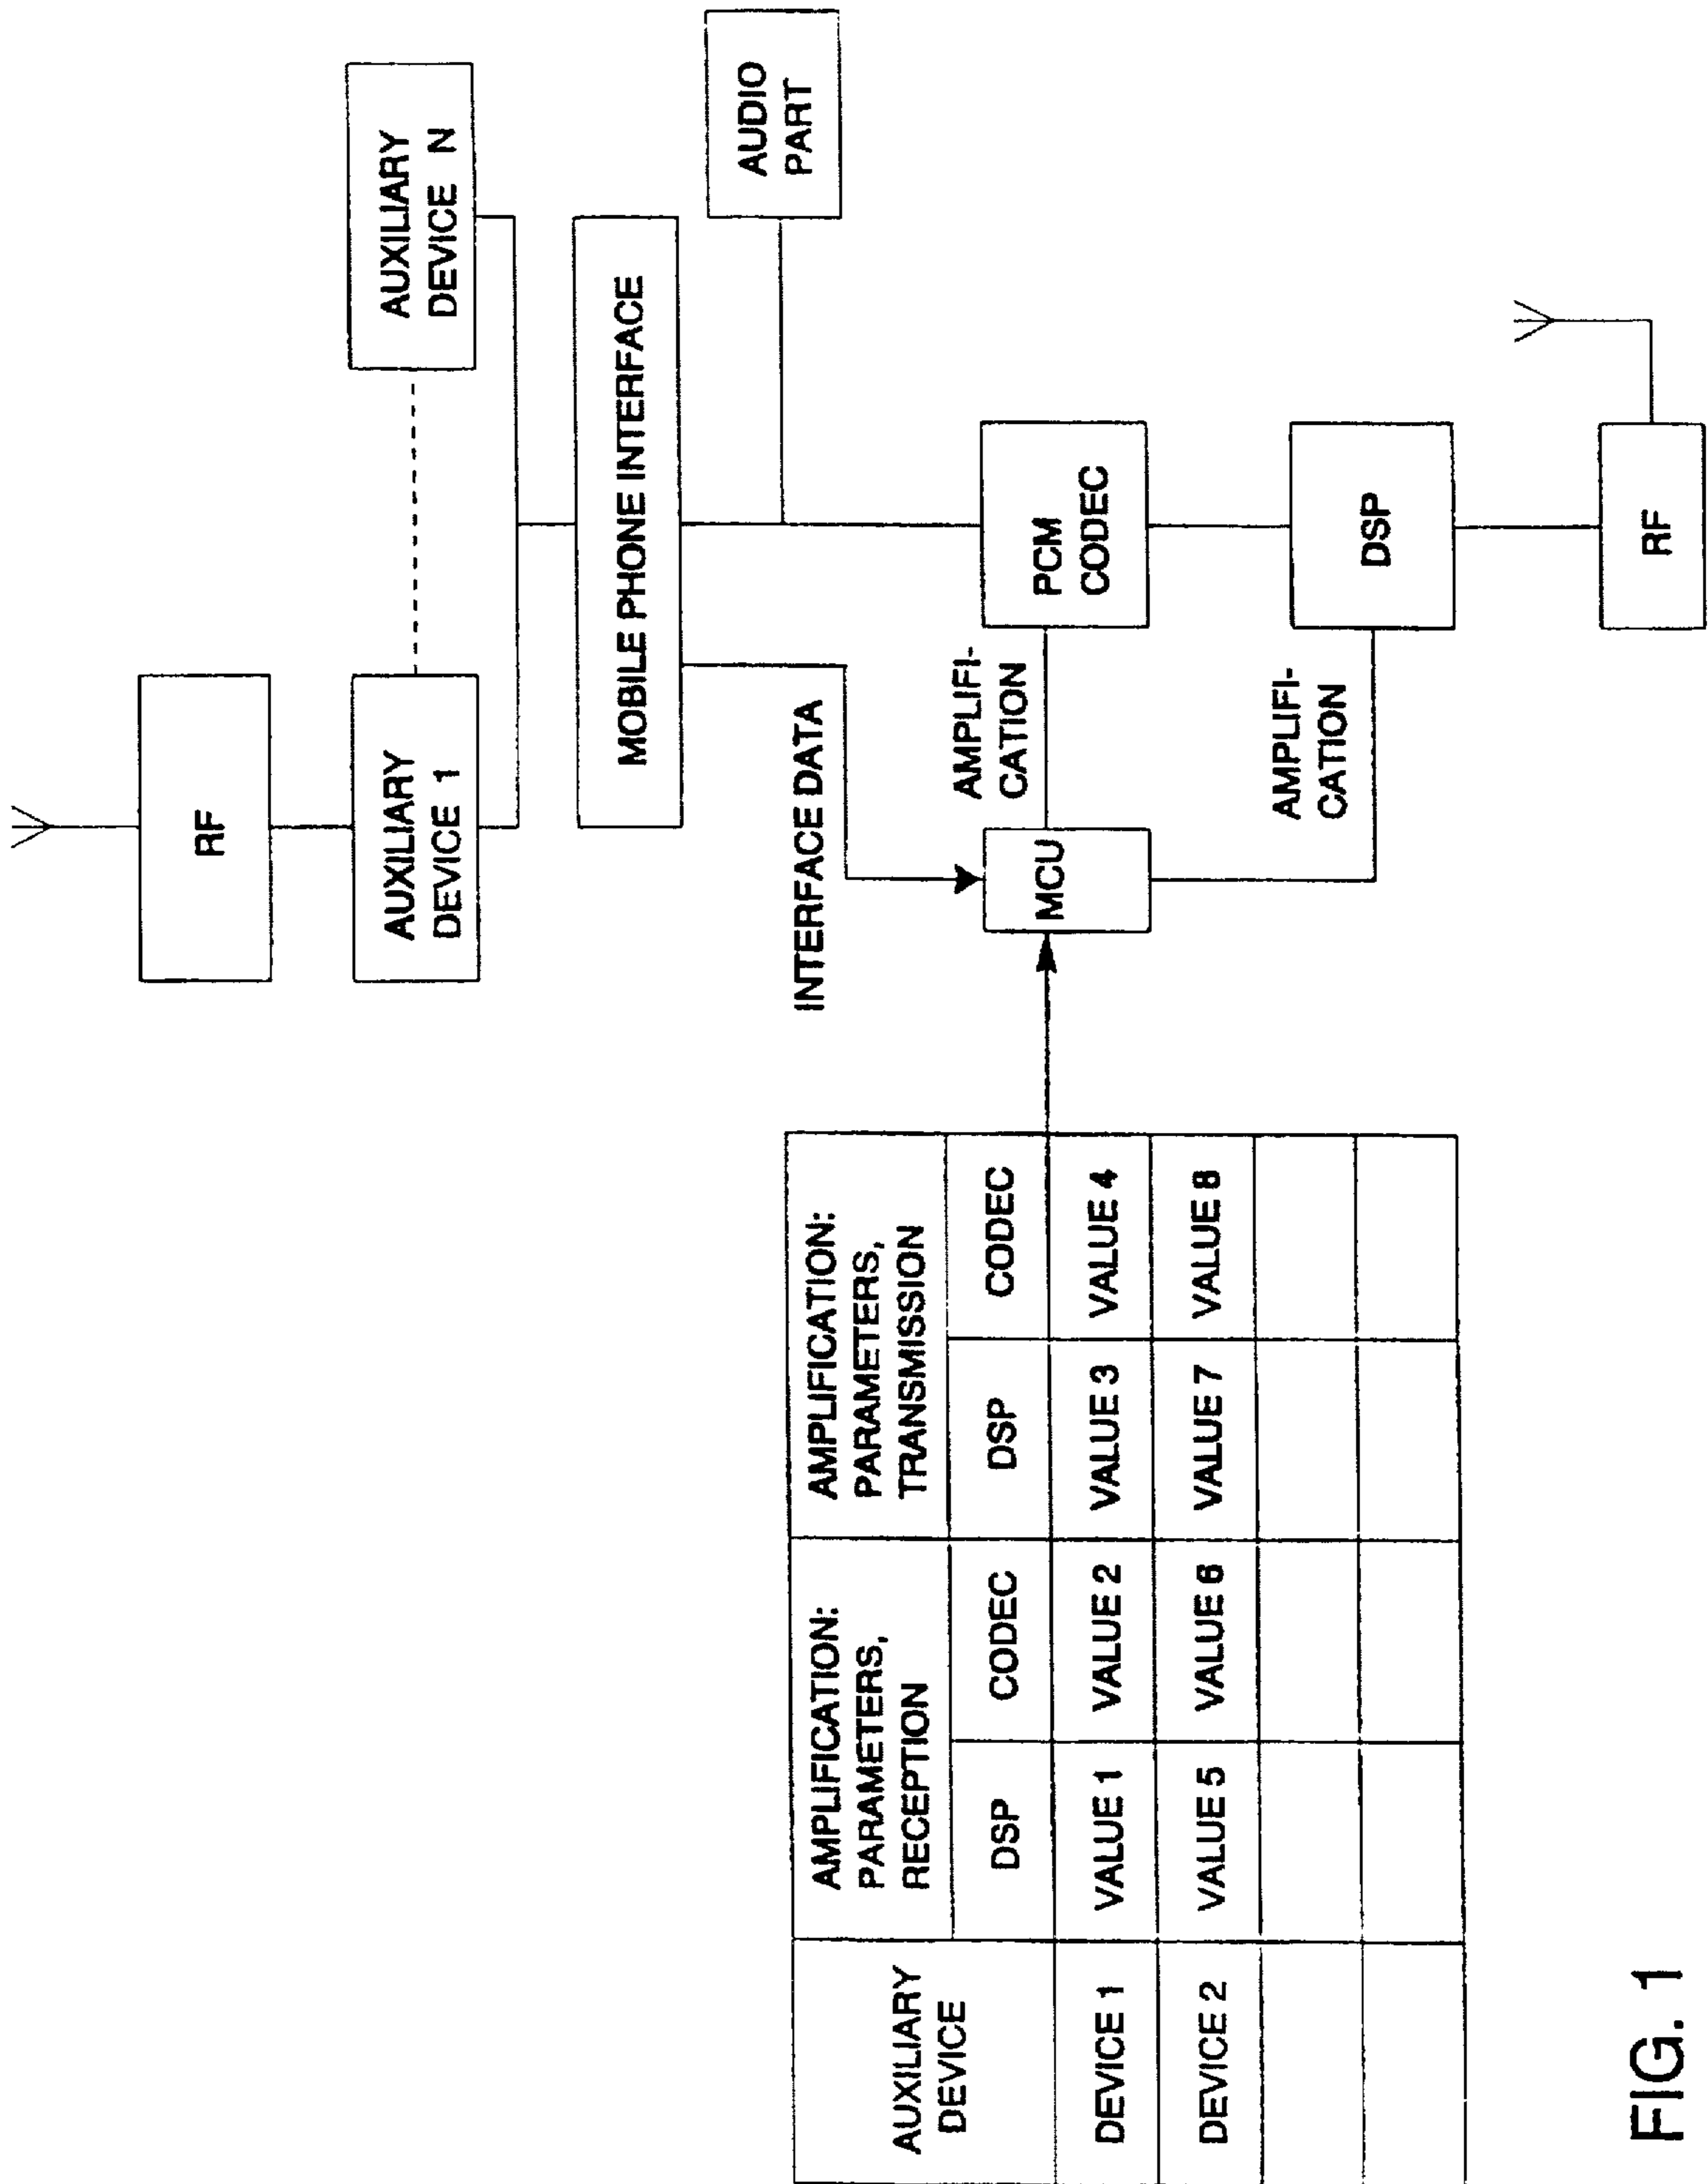 RF
AUXILIARY
DEVICE 1
AUXILIARY
DEVICE N
MOBILE PHONE INTERFACE
AUDIO
PART
INTERFACE DATA
MCU
AMPLIFI-
CATION
PCM
CODEC
AMPLIFI-
CATION
DSP
RF
AUXILIARY
DEVICE
AMPLIFICATION:
PARAMETERS,
RECEPTION
AMPLIFICATION:
PARAMETERS,
TRANSMISSION
DSP
CODEC
DSP
CODEC
DEVICE 1
VALUE 1
VALUE 2
VALUE 3
VALUE 4
DEVICE 2
VALUE 5
VALUE 6
VALUE 7
VALUE 8
FIG. 1